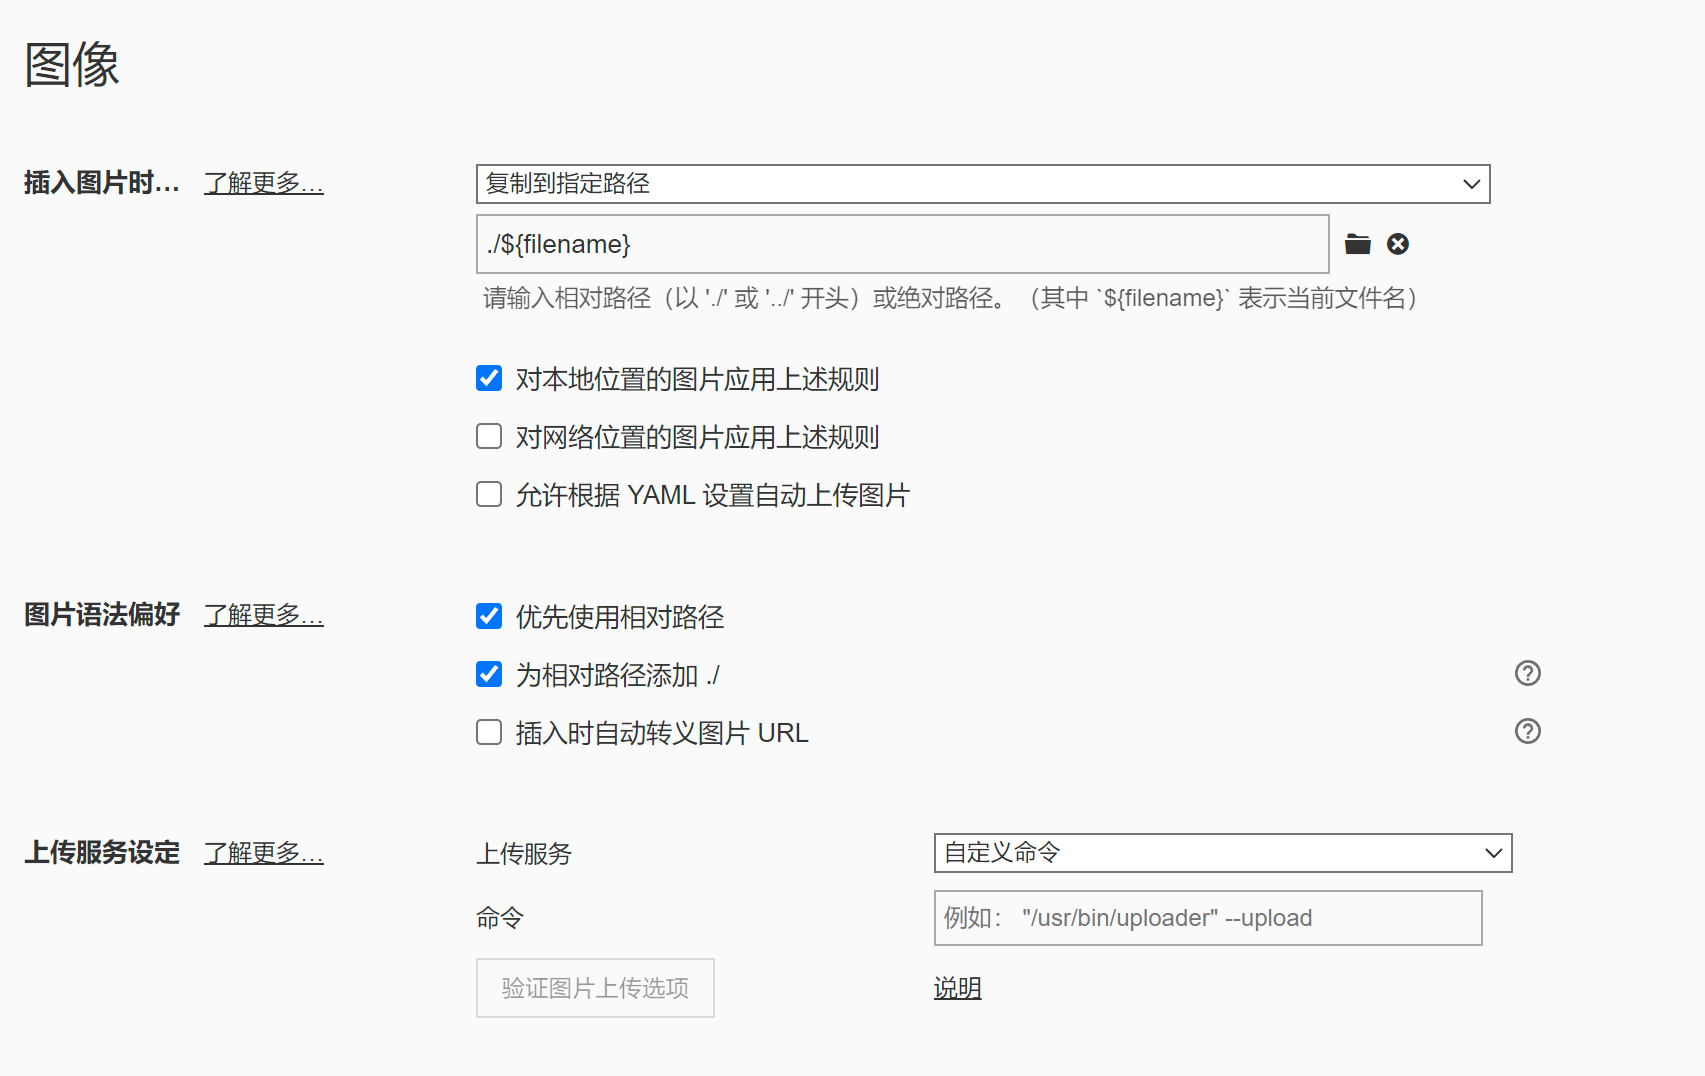 图像
插入图片时... 了解更多...
复制到指定路径
./${filename}
请输入相对路径（以 './' 或 '../' 开头）或绝对路径。（其中 `${filename}` 表示当前文件名）
对本地位置的图片应用上述规则
对网络位置的图片应用上述规则
允许根据 YAML 设置自动上传图片
图片语法偏好 了解更多...
优先使用相对路径
为相对路径添加 ./
插入时自动转义图片 URL
上传服务设定 了解更多...
上传服务 自定义命令
命令 例如： "/usr/bin/uploader" --upload
验证图片上传选项 说明